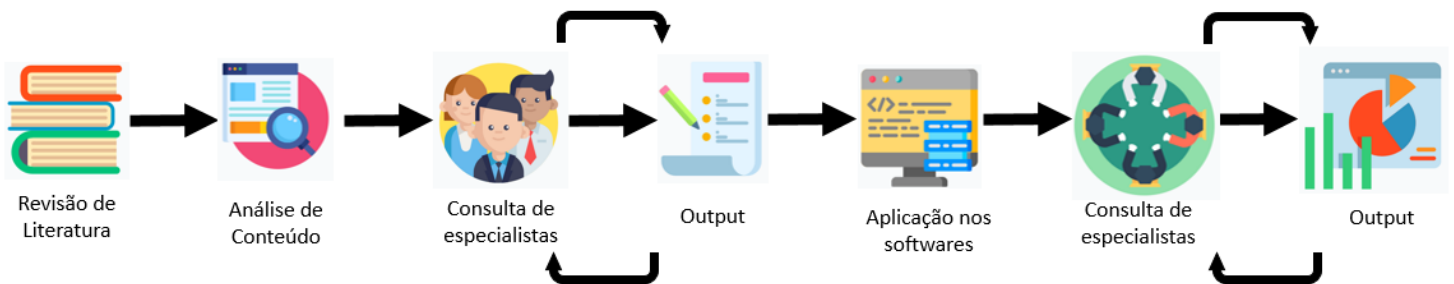 Revisão de
Literatura
Análise de
Conteúdo
Consulta de
especialistas
Output
Aplicação nos
softwares
Consulta de
especialistas
Output